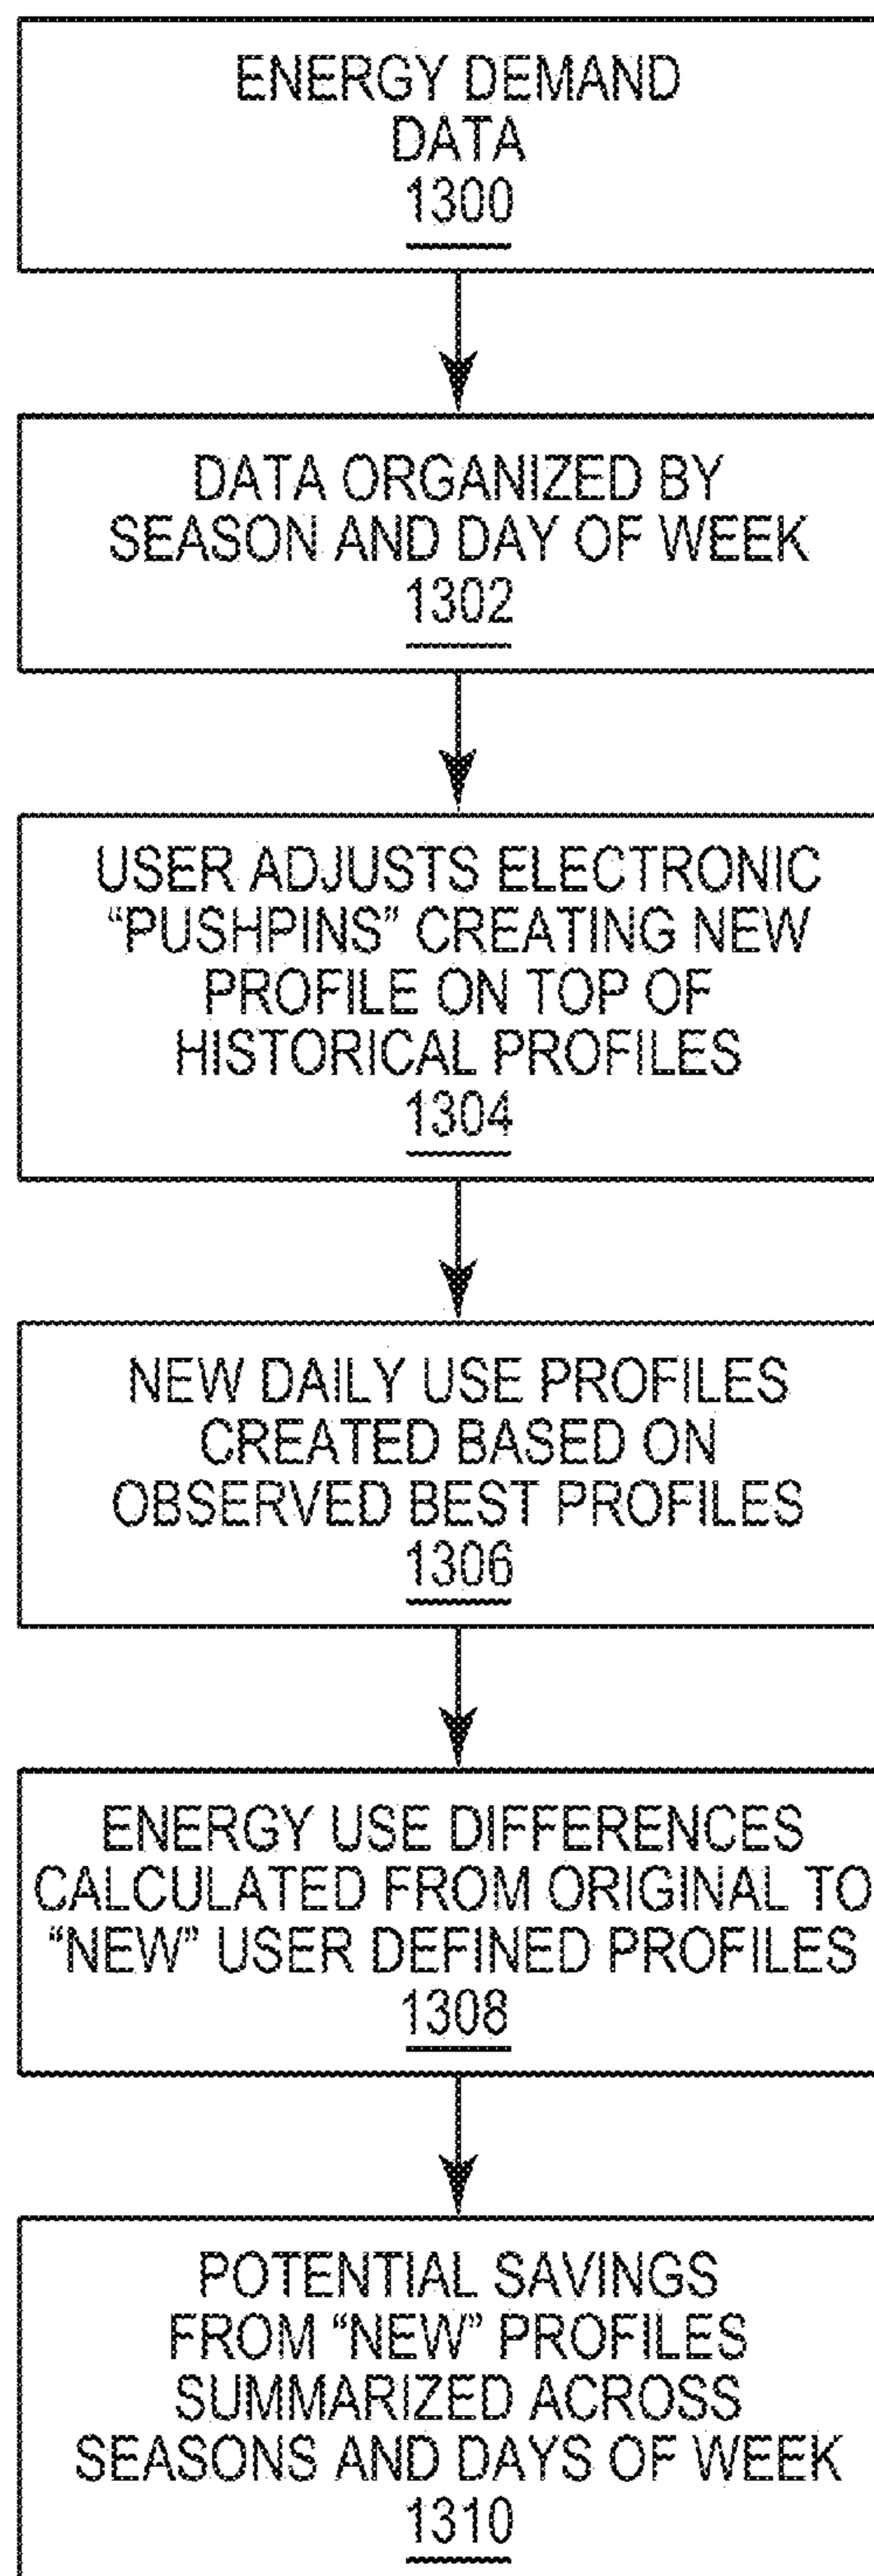 ENERGY DEMAND
DATA
1300
DATA ORGANIZED BY
SEASON AND DAY OF WEEK
1302
USER ADJUSTS ELECTRONIC
“PUSHPINS” CREATING NEW
PROFILE ON TOP OF
HISTORICAL PROFILES
1304
NEW DAILY USE PROFILES
CREATED BASED ON
OBSERVED BEST PROFILES
1306
ENERGY USE DIFFERENCES
CALCULATED FROM ORIGINAL TO
“NEW” USER DEFINED PROFILES
1308
POTENTIAL SAVINGS
FROM “NEW” PROFILES
SUMMARIZED ACROSS
SEASONS AND DAYS OF WEEK
1310